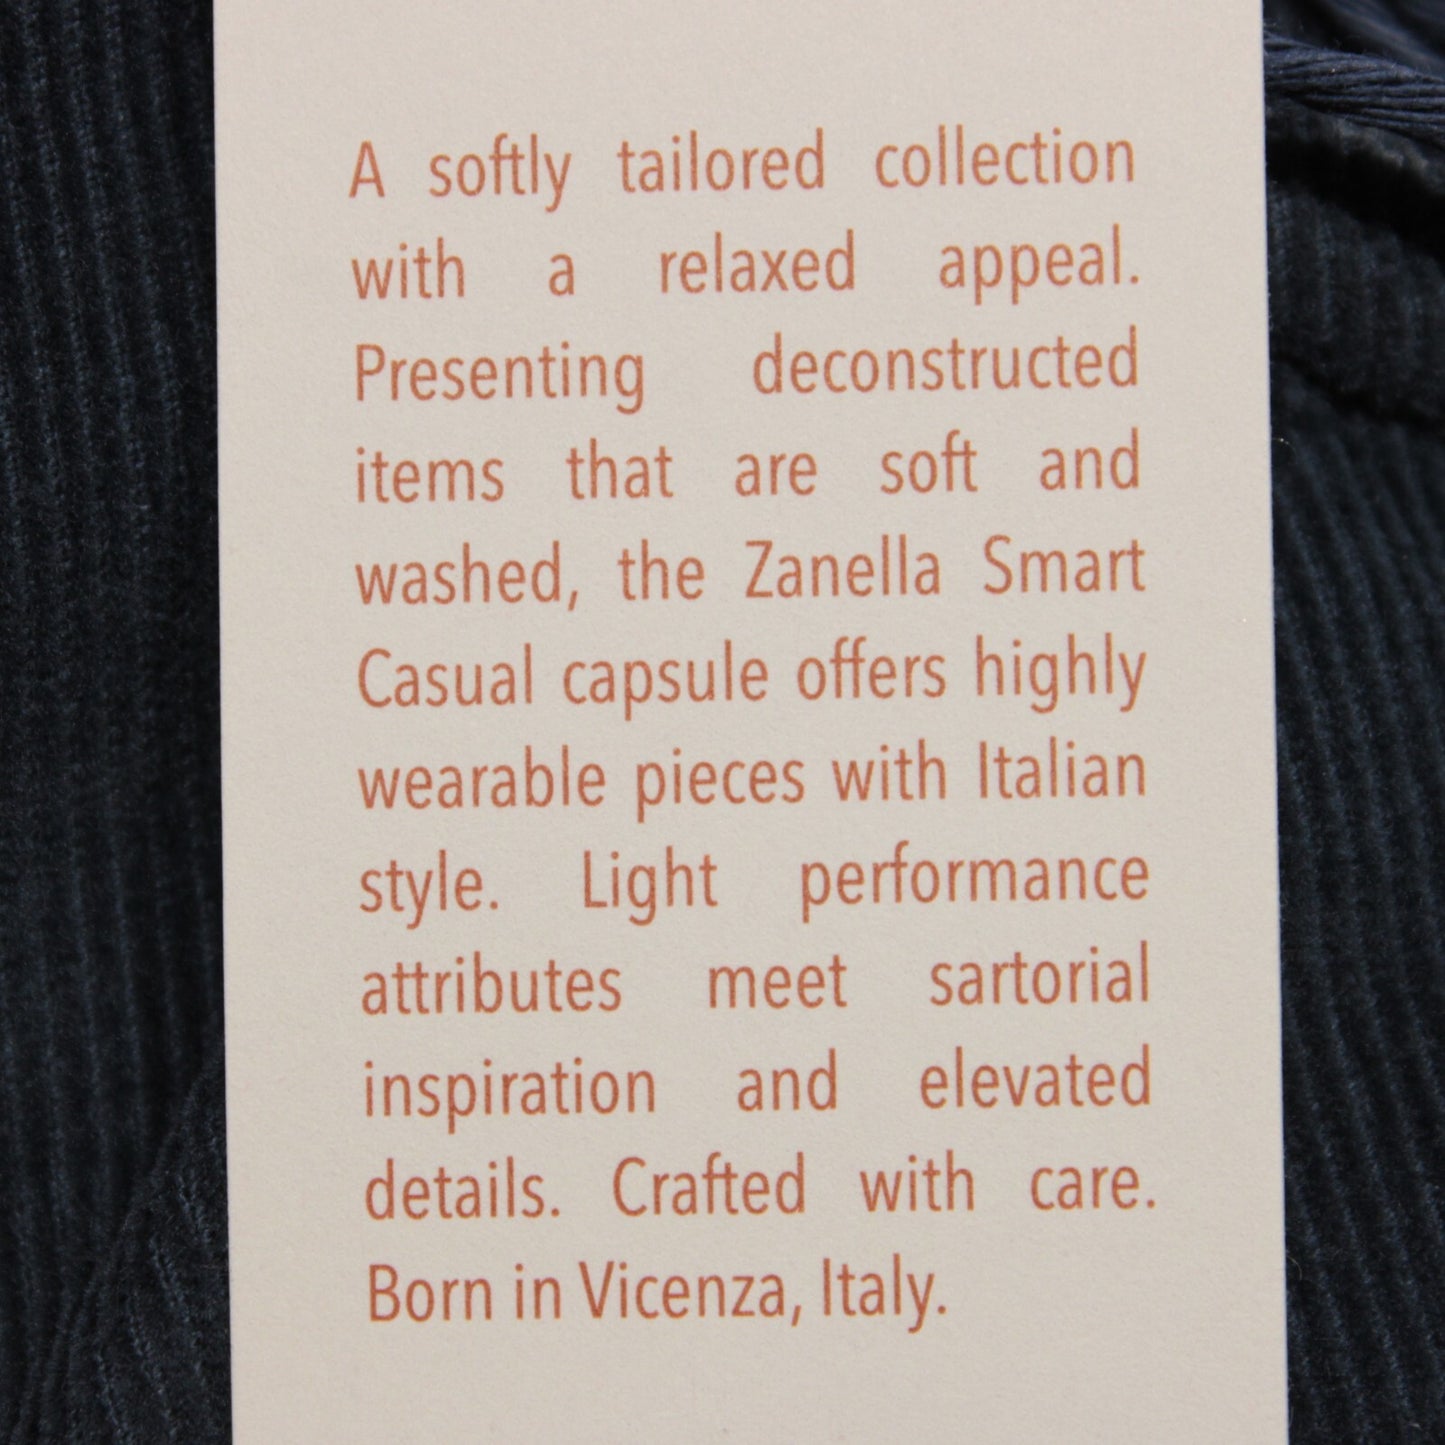 A softly tailored collection
with a relaxed appeal.
Presenting deconstructed
items that are soft and
washed, the Zanella Smart
Casual capsule offers highly
wearable pieces with Italian
style. Light performance
attributes meet sartorial
inspiration and elevated
details. Crafted with care.
Born in Vicenza, Italy.